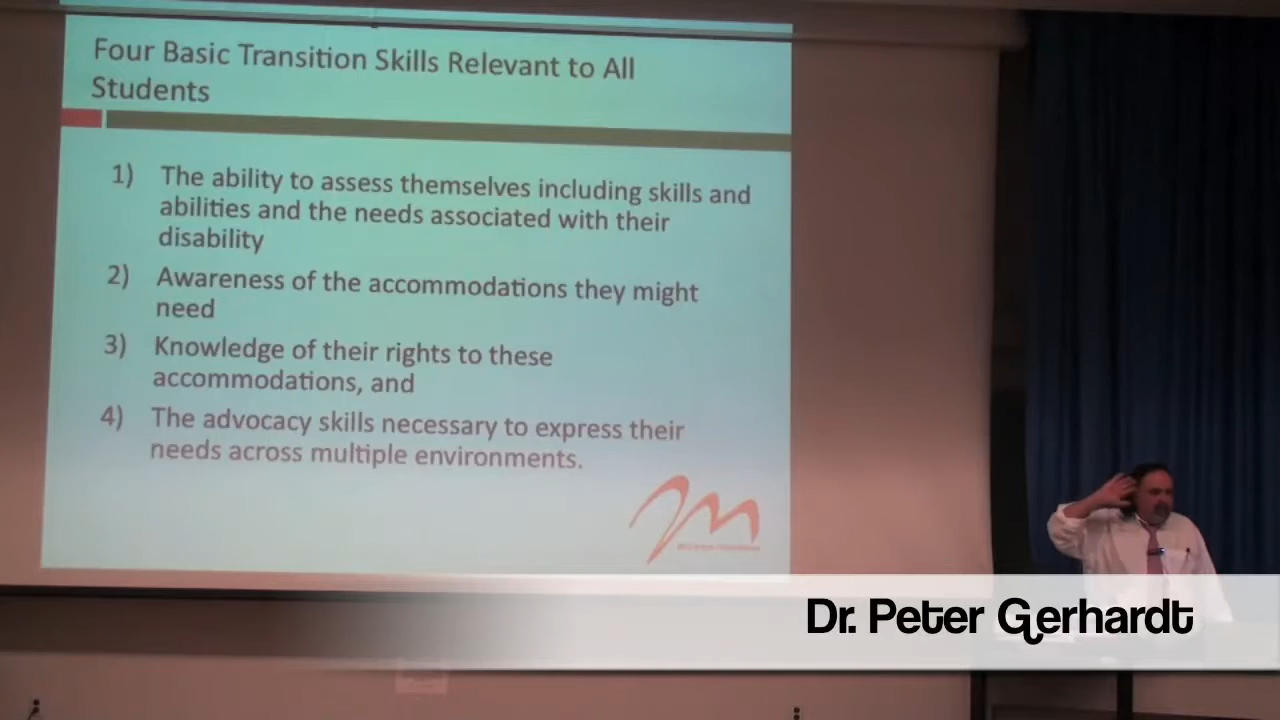 Four Basic Transition Skills Relevant to All
Students
1) The ability to assess themselves including skills and
abilities and the needs associated with their
disability
2) Awareness of the accommodations they might
need
3) Knowledge of their rights to these
accommodations, and
4) The advocacy skills necessary to express their
needs across multiple environments.
Dr. Peter Gerhardt